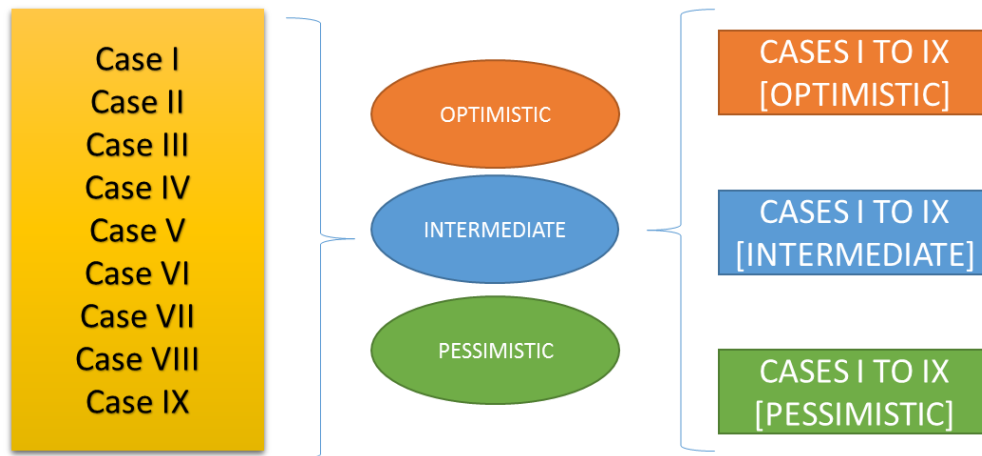 Case I
Case II
Case III
Case IV
Case V
Case VI
Case VII
Case VIII
Case IX
OPTIMISTIC
INTERMEDIATE
PESSIMISTIC
CASES I TO IX
[OPTIMISTIC]
CASES I TO IX
[INTERMEDIATE]
CASES I TO IX
[PESSIMISTIC]